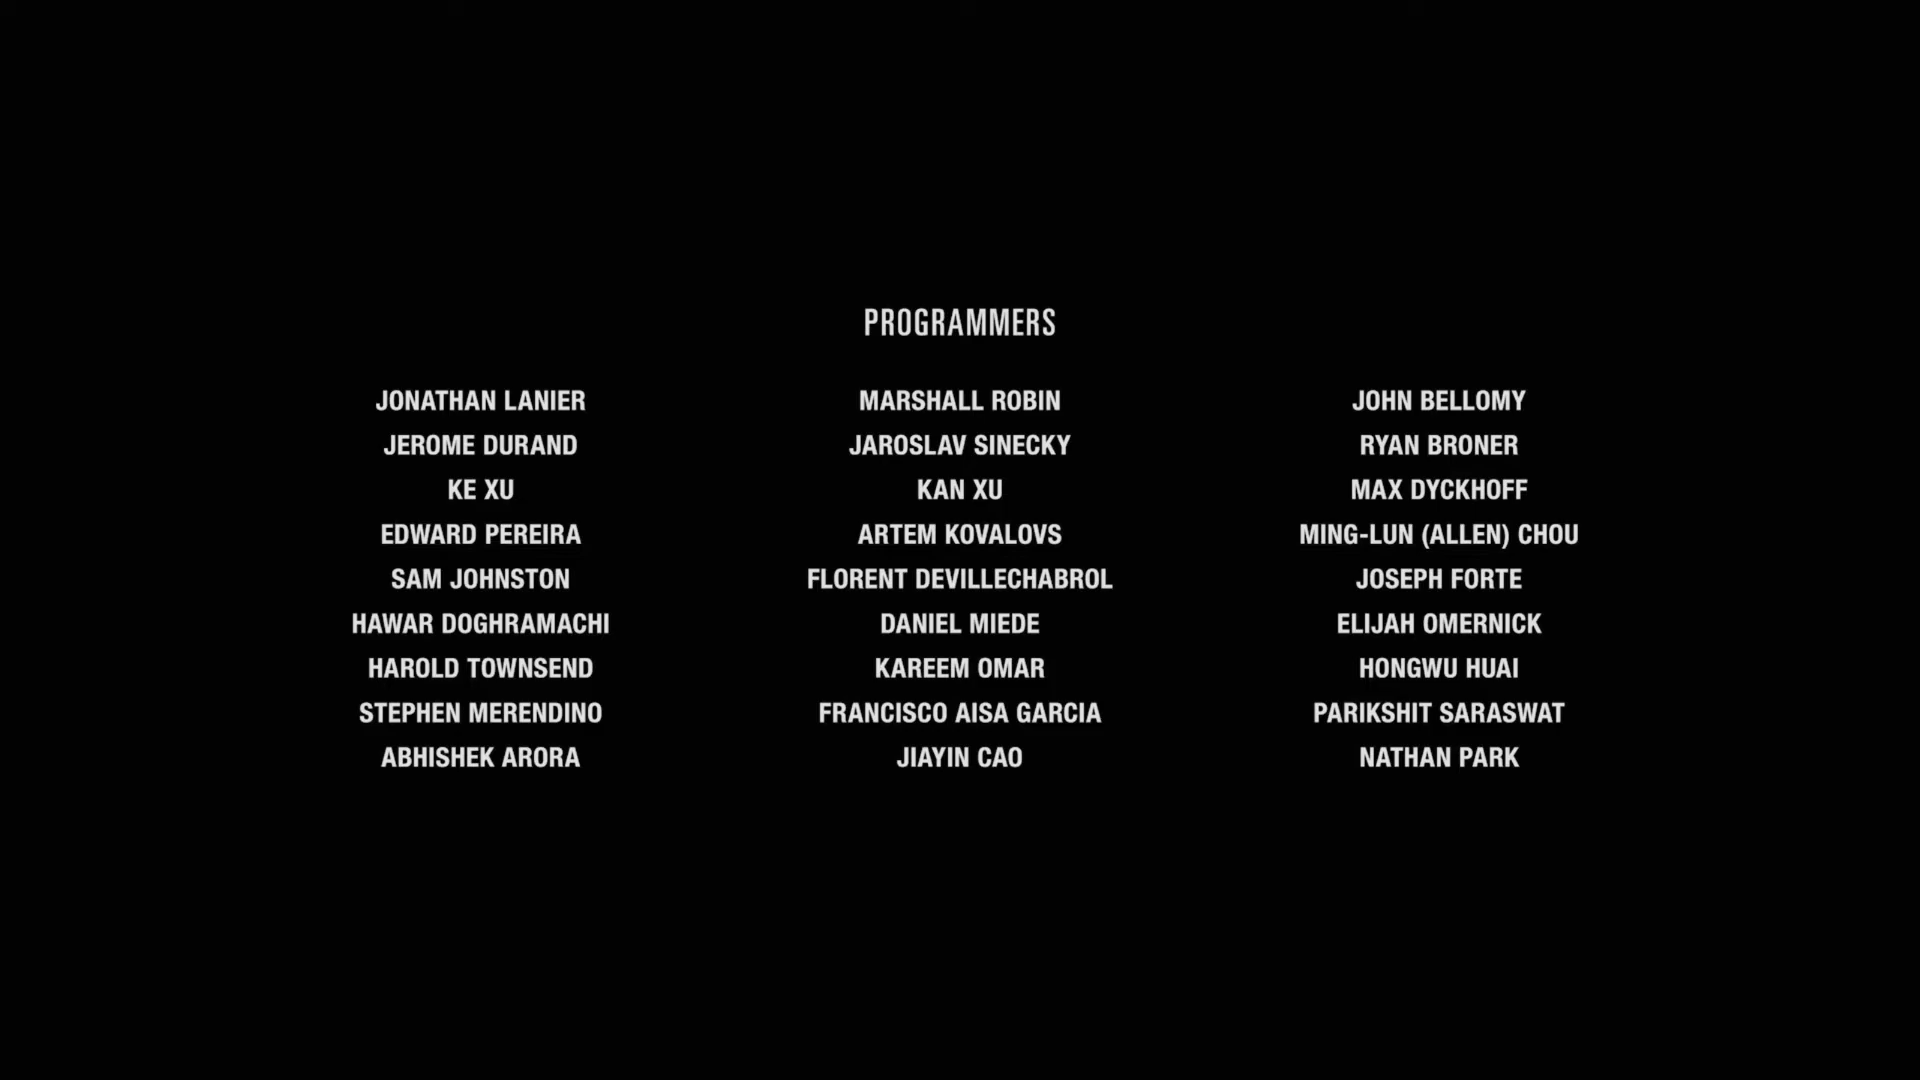 PROGRAMMERS
JONATHAN LANIER MARSHALL ROBIN JOHN BELLOMY
JEROME DURAND JAROSLAV SINECKY RYAN BRONER
KE XU KAN XU MAX DYCKHOFF
EDWARD PEREIRA ARTEM KOVALOVS MING-LUN (ALLEN) CHOU
SAM JOHNSTON FLORENT DEVILLECHABROL JOSEPH FORTE
HAWAR DOGHRAMACHI DANIEL MIEDE ELIJAH OMERNICK
HAROLD TOWNSEND KAREEM OMAR HONGWU HUAI
STEPHEN MERENDINO FRANCISCO AISA GARCIA PARIKSHIT SARASWAT
ABHISHEK ARORA JIAYIN CAO NATHAN PARK